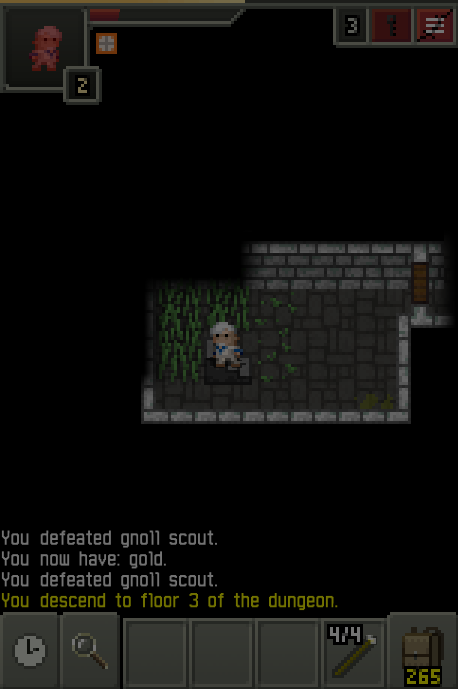 3
2
You defeated gnoll scout.
You now have: gold.
You defeated gnoll scout.
You descend to floor 3 of the dungeon.
4/4
265